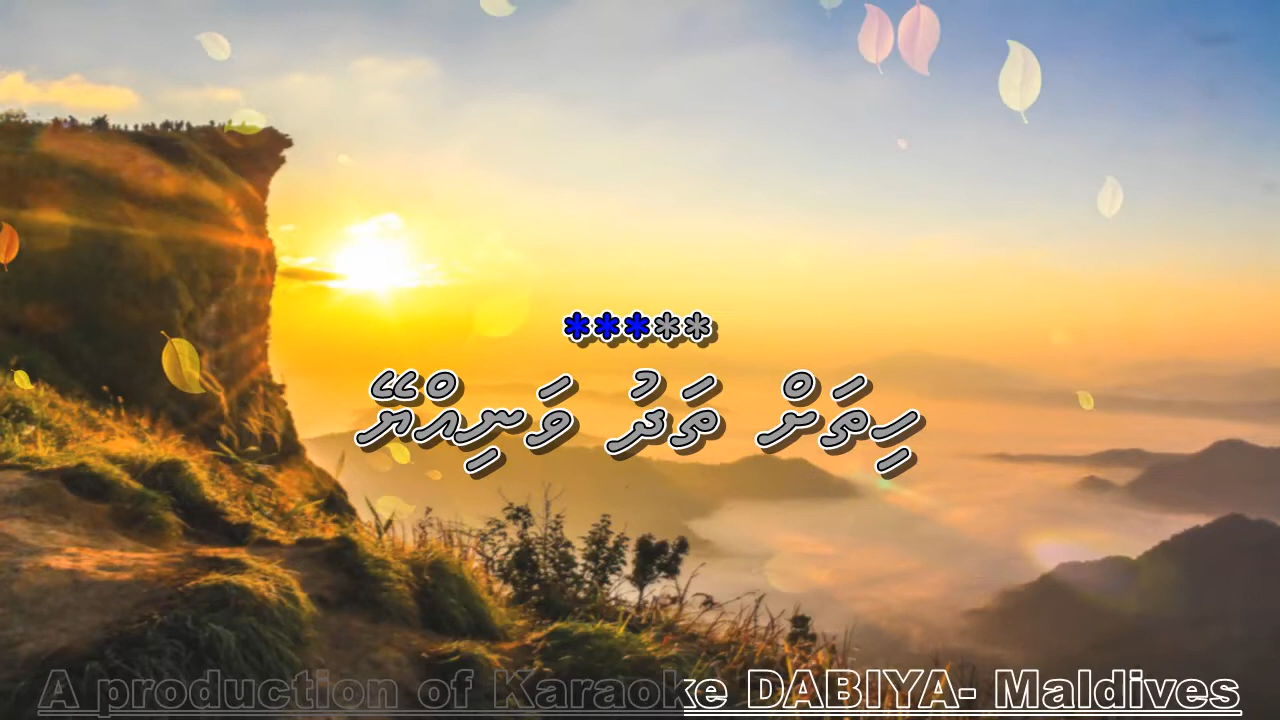 *****
ހިތަށް ތަދު ވަނިއްޔޭ
A production of Karaoke DABIYA- Maldives